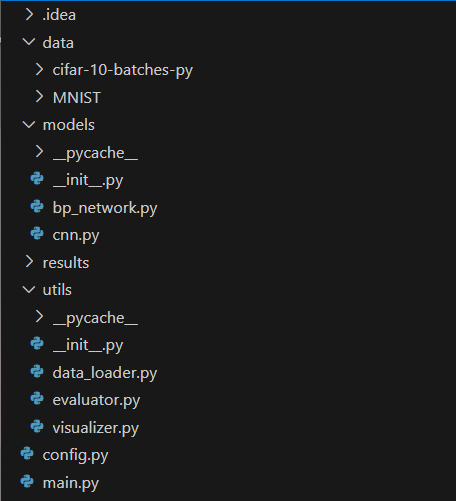 .idea
data
cifar-10-batches-py
MNIST
models
__pycache__
__init__.py
bp_network.py
cnn.py
results
utils
__pycache__
__init__.py
data_loader.py
evaluator.py
visualizer.py
config.py
main.py